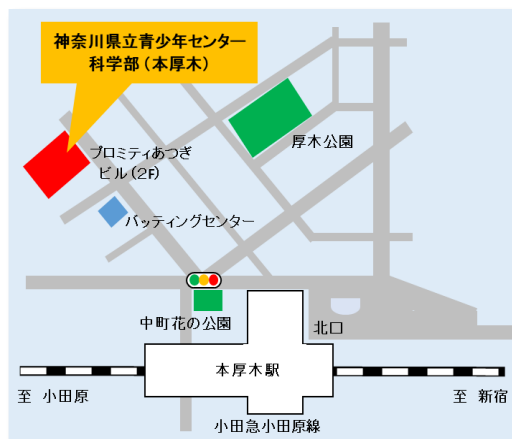 神奈川県立青少年センター
科学部（本厚木）
プロミティあつぎ
ビル（2F）
厚木公園
バッティングセンター
中町花の公園
北口
本厚木駅
至 小田原
至 新宿
小田急小田原線